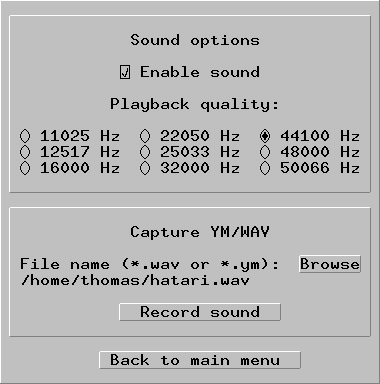 Sound options
Enable sound
Playback quality:
11025 Hz 22050 Hz 44100 Hz
12517 Hz 25033 Hz 48000 Hz
16000 Hz 32000 Hz 50066 Hz
Capture YM/WAV
File name (*.wav or *.ym): Browse
/home/thomas/hatari.wav
Record sound
Back to main menu